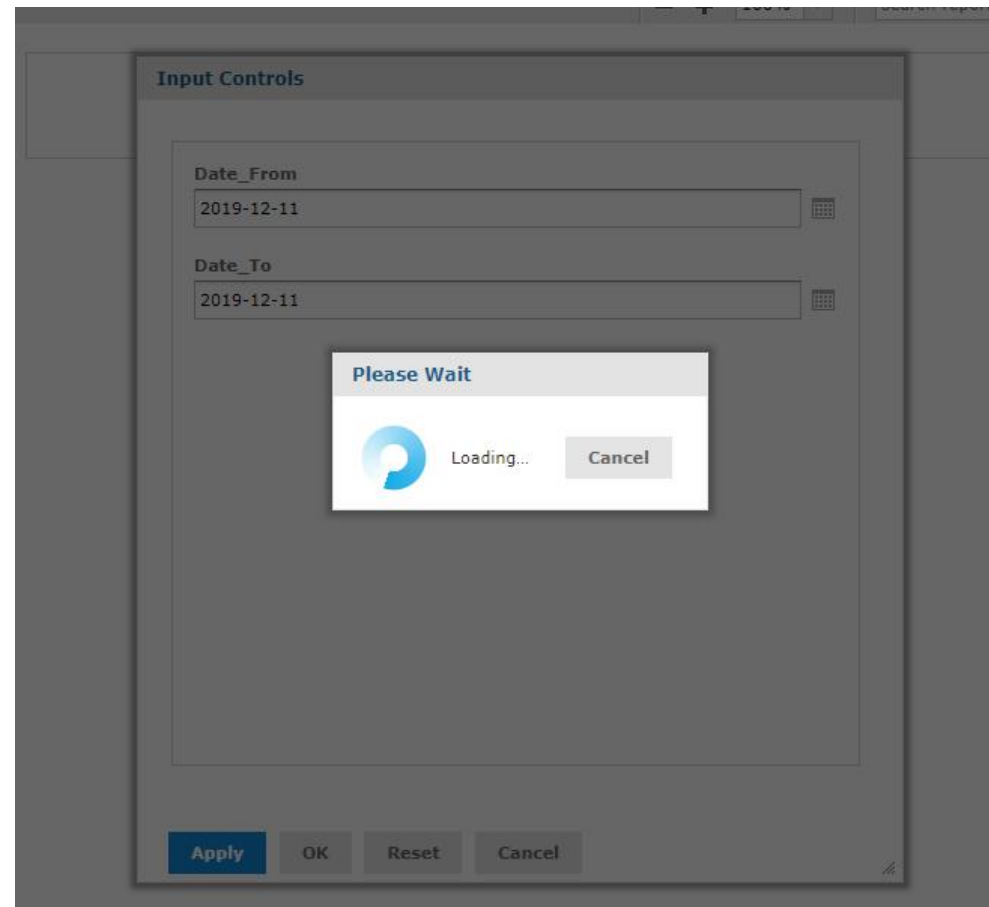 Input Controls
Date_From
2019-12-11
Date_To
2019-12-11
Please Wait
Loading...
Cancel
Apply OK Reset Cancel